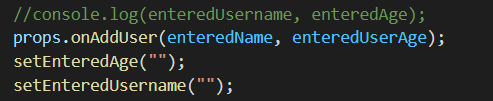 //console.log(enteredUsername, enteredAge);
props.onAddUser(enteredName, enteredUserAge);
setEnteredAge("");
setEnteredUsername("");